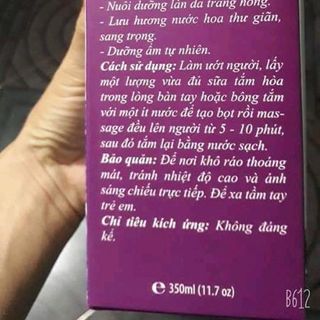 - Nuôi dưỡng làn da trắng hồng.
- Lưu hương nước hoa thư giãn,
sang trọng.
- Dưỡng ẩm tự nhiên.
Cách sử dụng: Làm ướt người, lấy
một lượng vừa đủ sữa tắm hòa
trong lòng bàn tay hoặc bông tắm
với một ít nước để tạo bọt rồi mas-
sage đều lên người từ 5 - 10 phút,
sau đó tắm lại bằng nước sạch.
Bảo quản: Để nơi khô ráo thoáng
mát, tránh nhiệt độ cao và ánh
sáng chiếu trực tiếp. Để xa tầm tay
trẻ em.
Chỉ tiêu kích ứng: Không đáng
kể.
℮ 350ml (11.7 oz)
B612